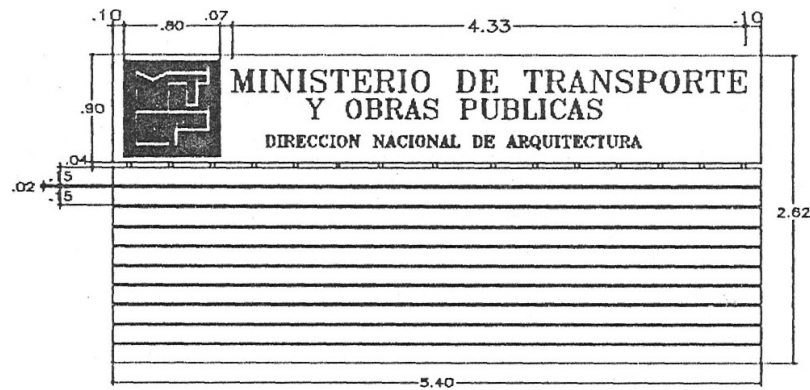 .10 .80 .07 4.33 .10
MINISTERIO DE TRANSPORTE
Y OBRAS PUBLICAS
.90
DIRECCION NACIONAL DE ARQUITECTURA
.04
.15
.02
.15
2.62
5.40